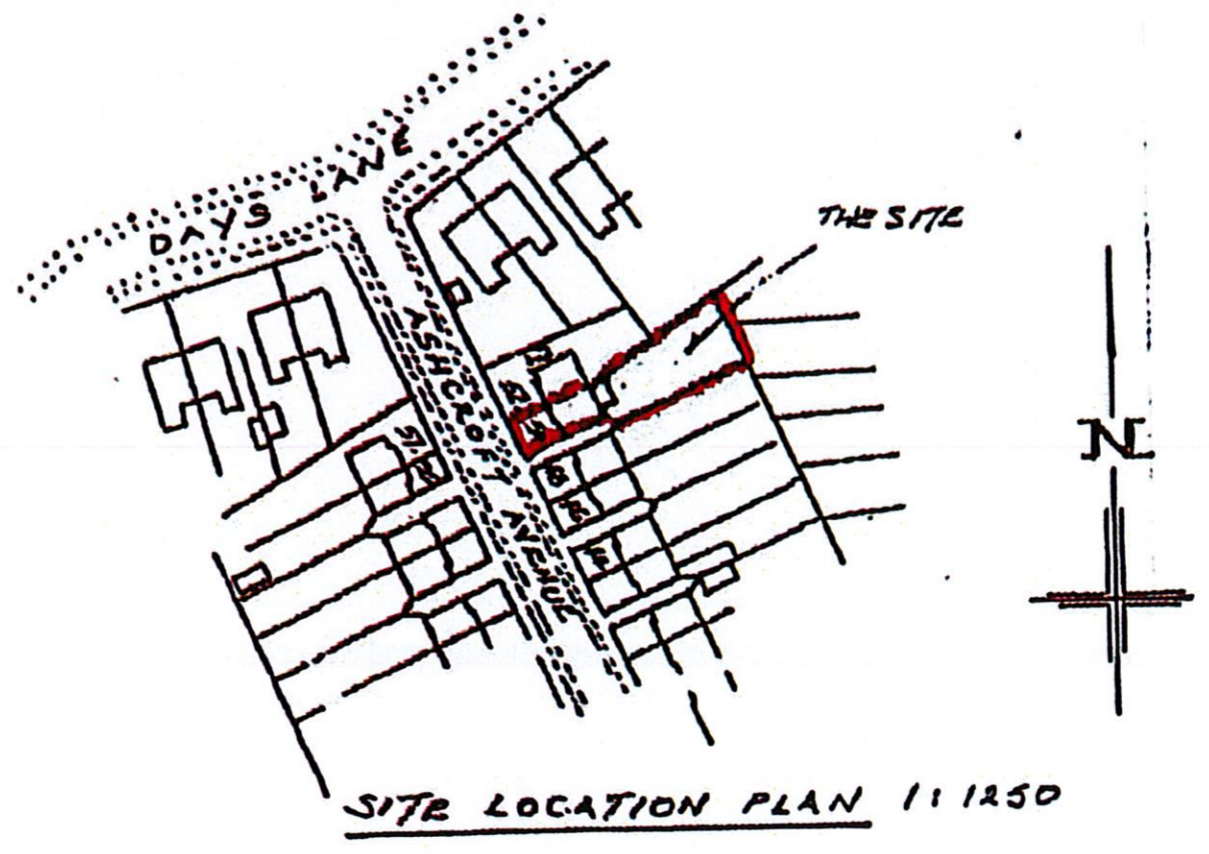 DAYS LANE
THE SITE
ASHCROFT AVENUE
N
SITE LOCATION PLAN 1:1250